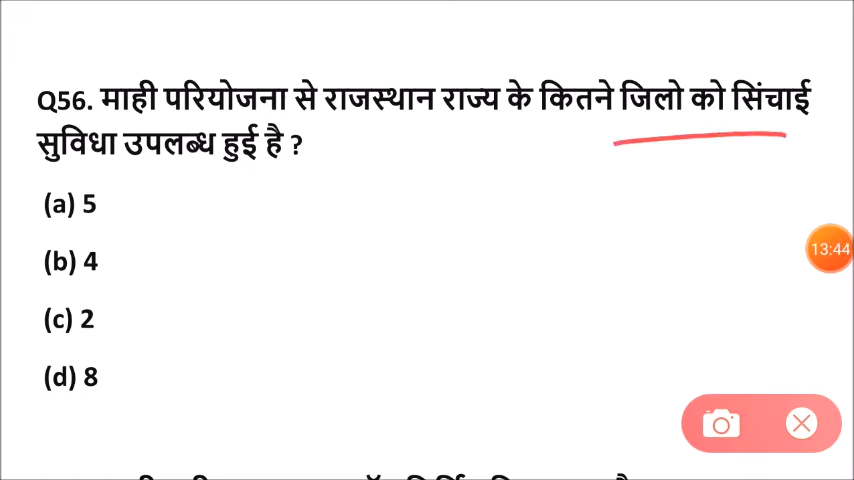 Q56. माही परियोजना से राजस्थान राज्य के कितने जिलो को सिंचाई
सुविधा उपलब्ध हुई है ?
(a) 5
(b) 4
(c) 2
(d) 8
13:44